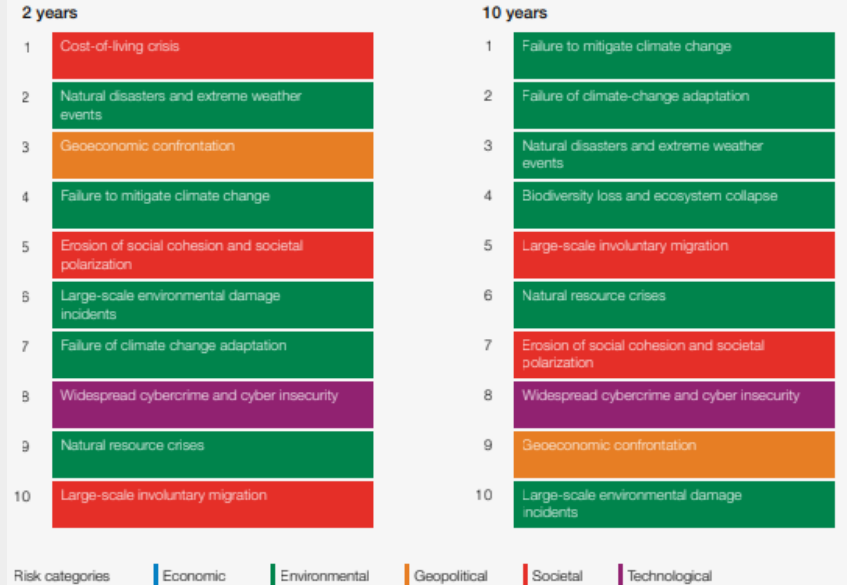 2 years
1 Cost-of-living crisis
2 Natural disasters and extreme weather
events
3 Geoeconomic confrontation
4 Failure to mitigate climate change
5 Erosion of social cohesion and societal
polarization
6 Large-scale environmental damage
incidents
7 Failure of climate change adaptation
8 Widespread cybercrime and cyber insecurity
9 Natural resource crises
10 Large-scale involuntary migration
10 years
1 Failure to mitigate climate change
2 Failure of climate-change adaptation
3 Natural disasters and extreme weather
events
4 Biodiversity loss and ecosystem collapse
5 Large-scale involuntary migration
6 Natural resource crises
7 Erosion of social cohesion and societal
polarization
8 Widespread cybercrime and cyber insecurity
9 Geoeconomic confrontation
10 Large-scale environmental damage
incidents
Risk categories Economic Environmental Geopolitical Societal Technological